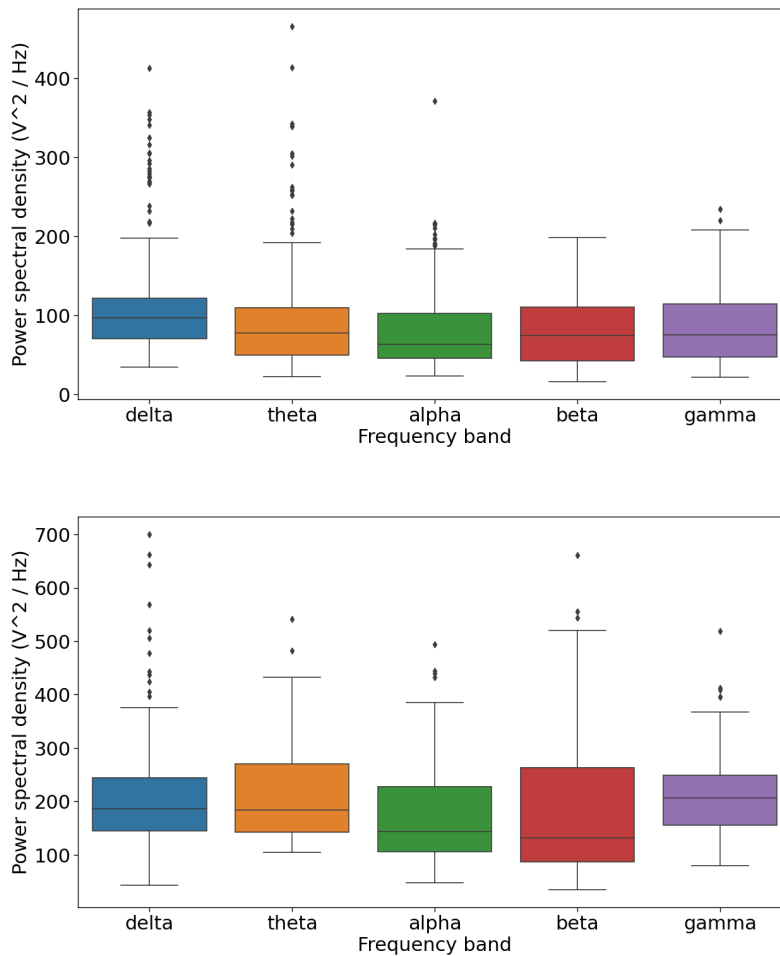 Power spectral density (V^2 / Hz)
400
300
200
100
0
delta theta alpha beta gamma
Frequency band
Power spectral density (V^2 / Hz)
700
600
500
400
300
200
100
delta theta alpha beta gamma
Frequency band